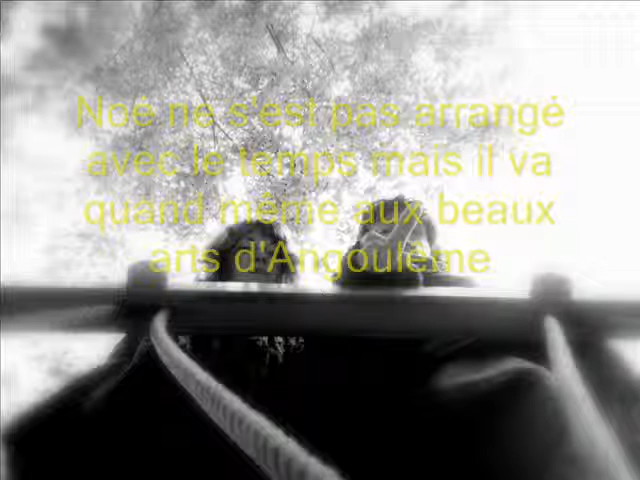 Noé ne s'est pas arrangé
avec le temps mais il va
quand même aux beaux
arts d'Angoulême